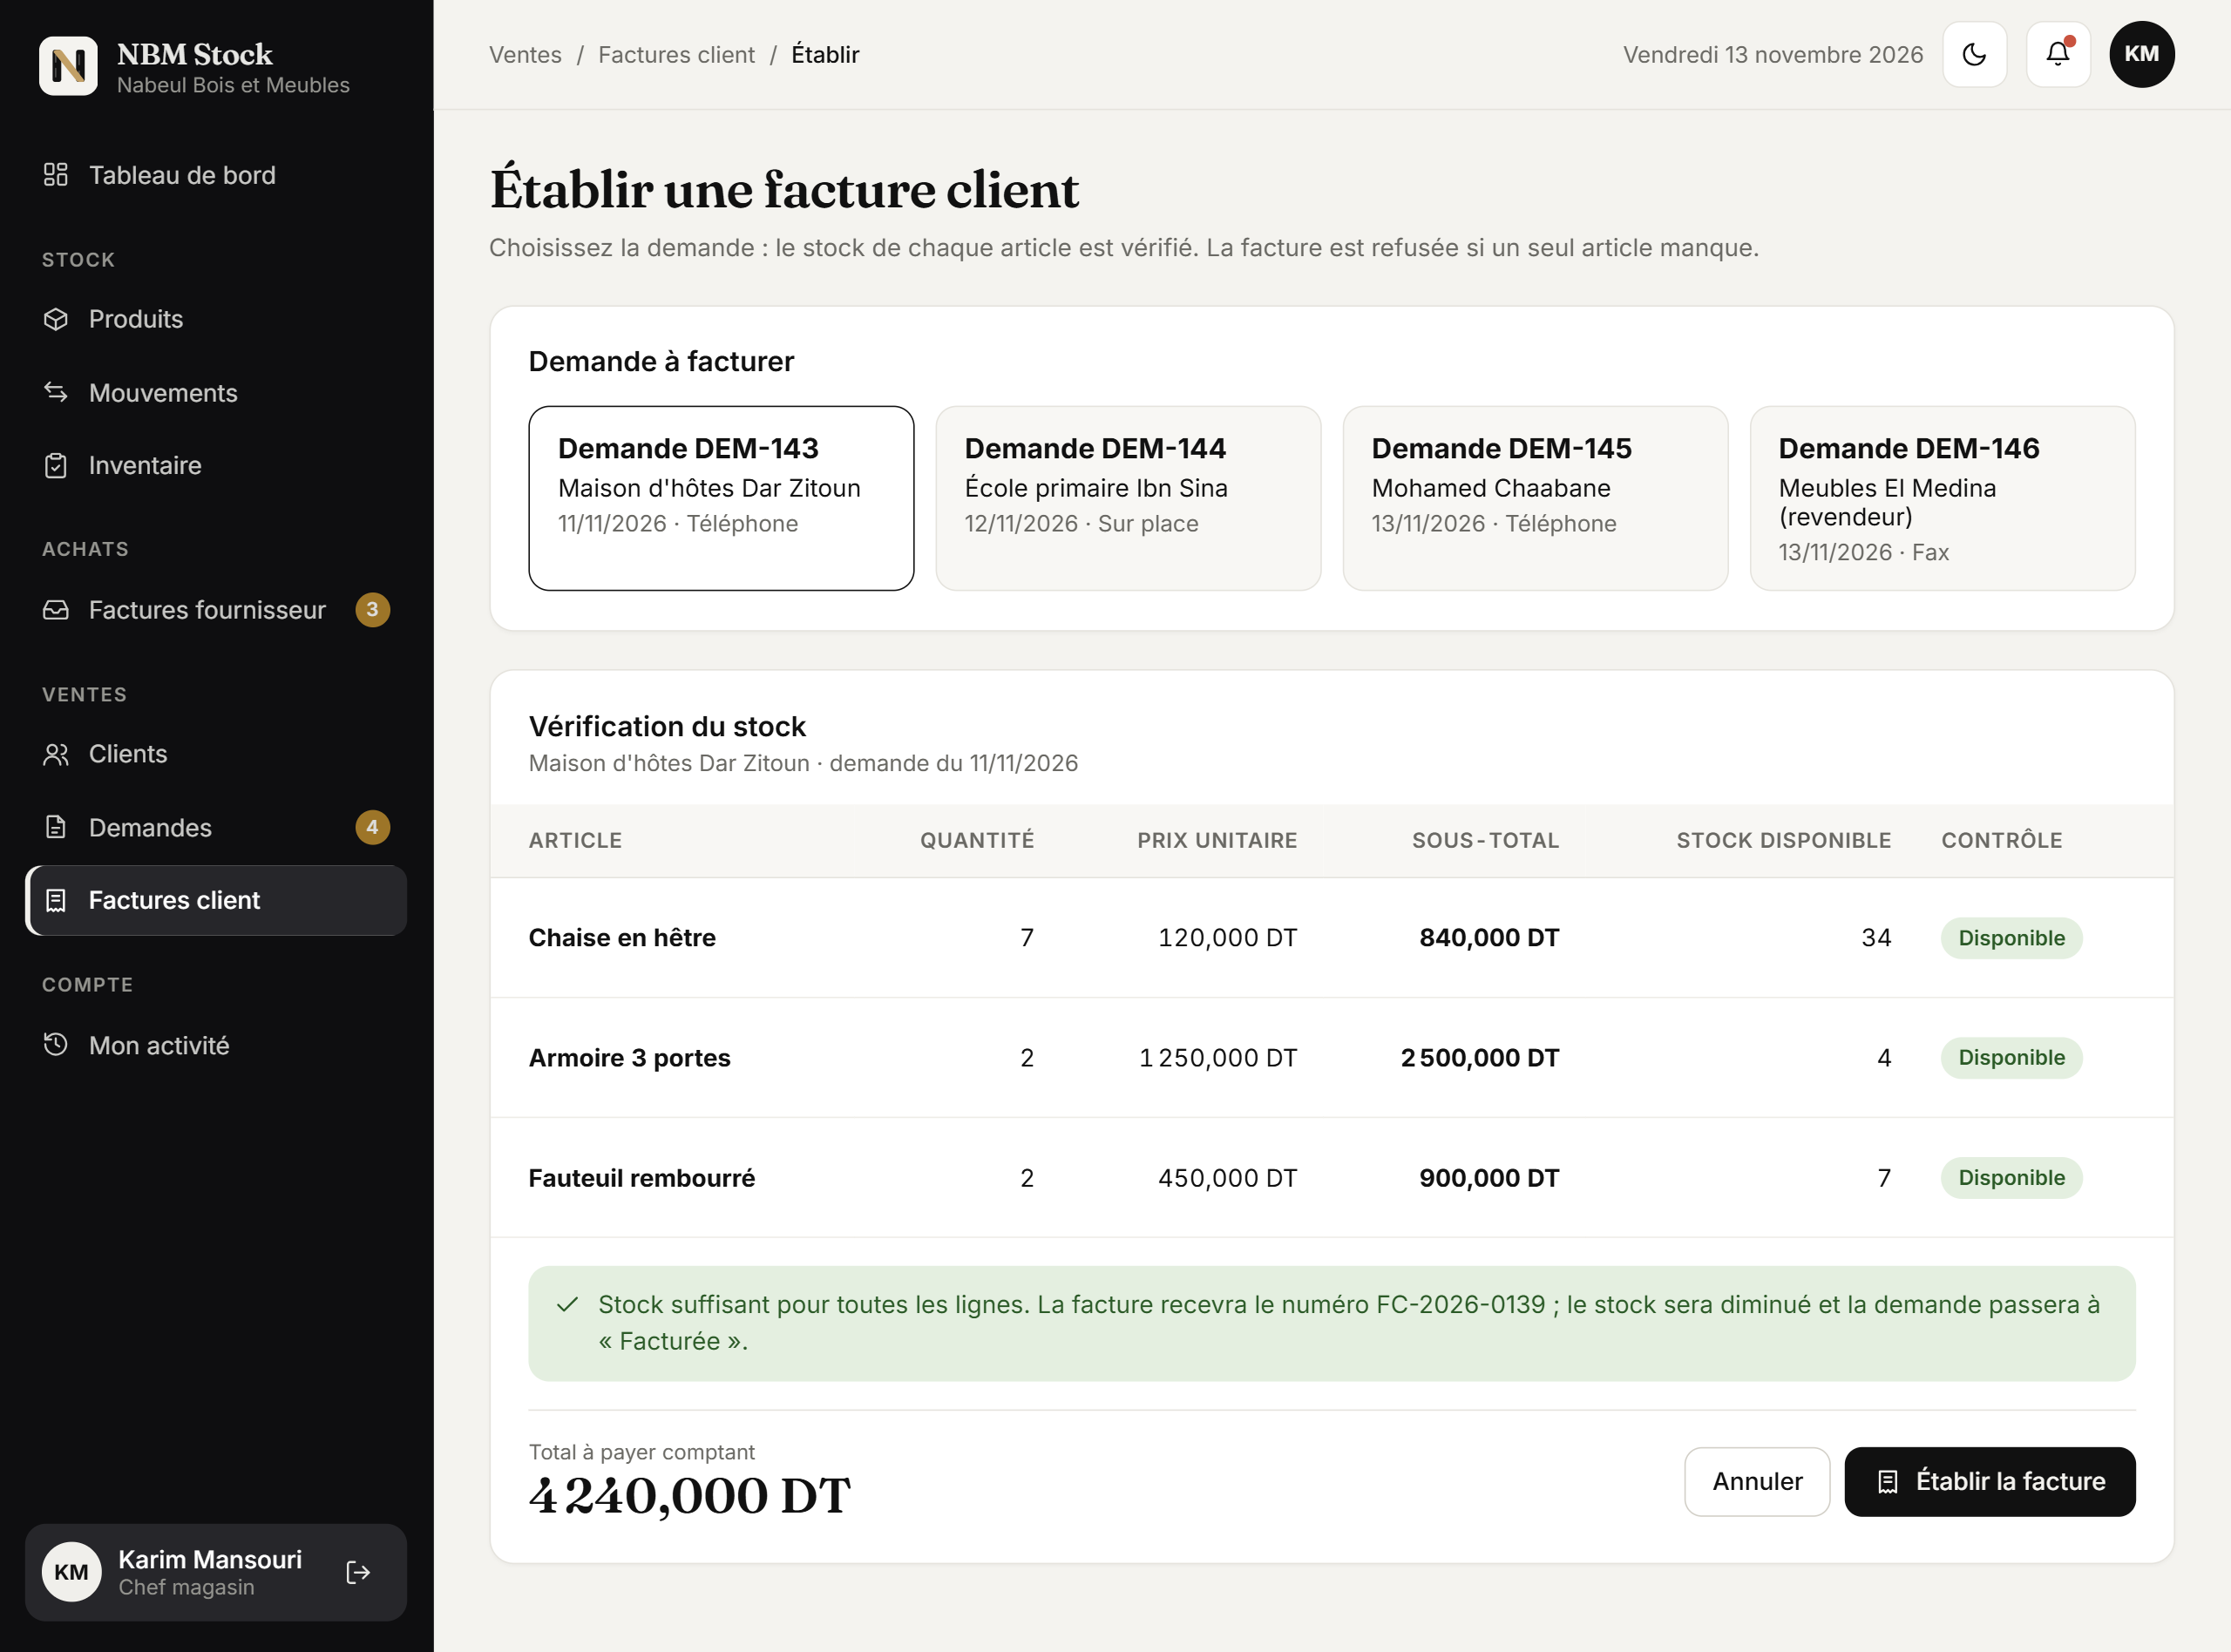 NBM Stock
Nabeul Bois et Meubles
Tableau de bord
STOCK
Produits
Mouvements
Inventaire
ACHATS
Factures fournisseur 3
VENTES
Clients
Demandes 4
Factures client
COMPTE
Mon activité
KM
Karim Mansouri
Chef magasin
Ventes / Factures client / Établir
Vendredi 13 novembre 2026
KM
Établir une facture client
Choisissez la demande : le stock de chaque article est vérifié. La facture est refusée si un seul article manque.
Demande à facturer
Demande DEM-143
Maison d'hôtes Dar Zitoun
11/11/2026 · Téléphone
Demande DEM-144
École primaire Ibn Sina
12/11/2026 · Sur place
Demande DEM-145
Mohamed Chaabane
13/11/2026 · Téléphone
Demande DEM-146
Meubles El Medina
(revendeur)
13/11/2026 · Fax
Vérification du stock
Maison d'hôtes Dar Zitoun · demande du 11/11/2026
ARTICLE QUANTITÉ PRIX UNITAIRE SOUS-TOTAL STOCK DISPONIBLE CONTRÔLE
Chaise en hêtre 7 120,000 DT 840,000 DT 34 Disponible
Armoire 3 portes 2 1 250,000 DT 2 500,000 DT 4 Disponible
Fauteuil rembourré 2 450,000 DT 900,000 DT 7 Disponible
Stock suffisant pour toutes les lignes. La facture recevra le numéro FC-2026-0139 ; le stock sera diminué et la demande passera à
« Facturée ».
Total à payer comptant
4 240,000 DT
Annuler
Établir la facture